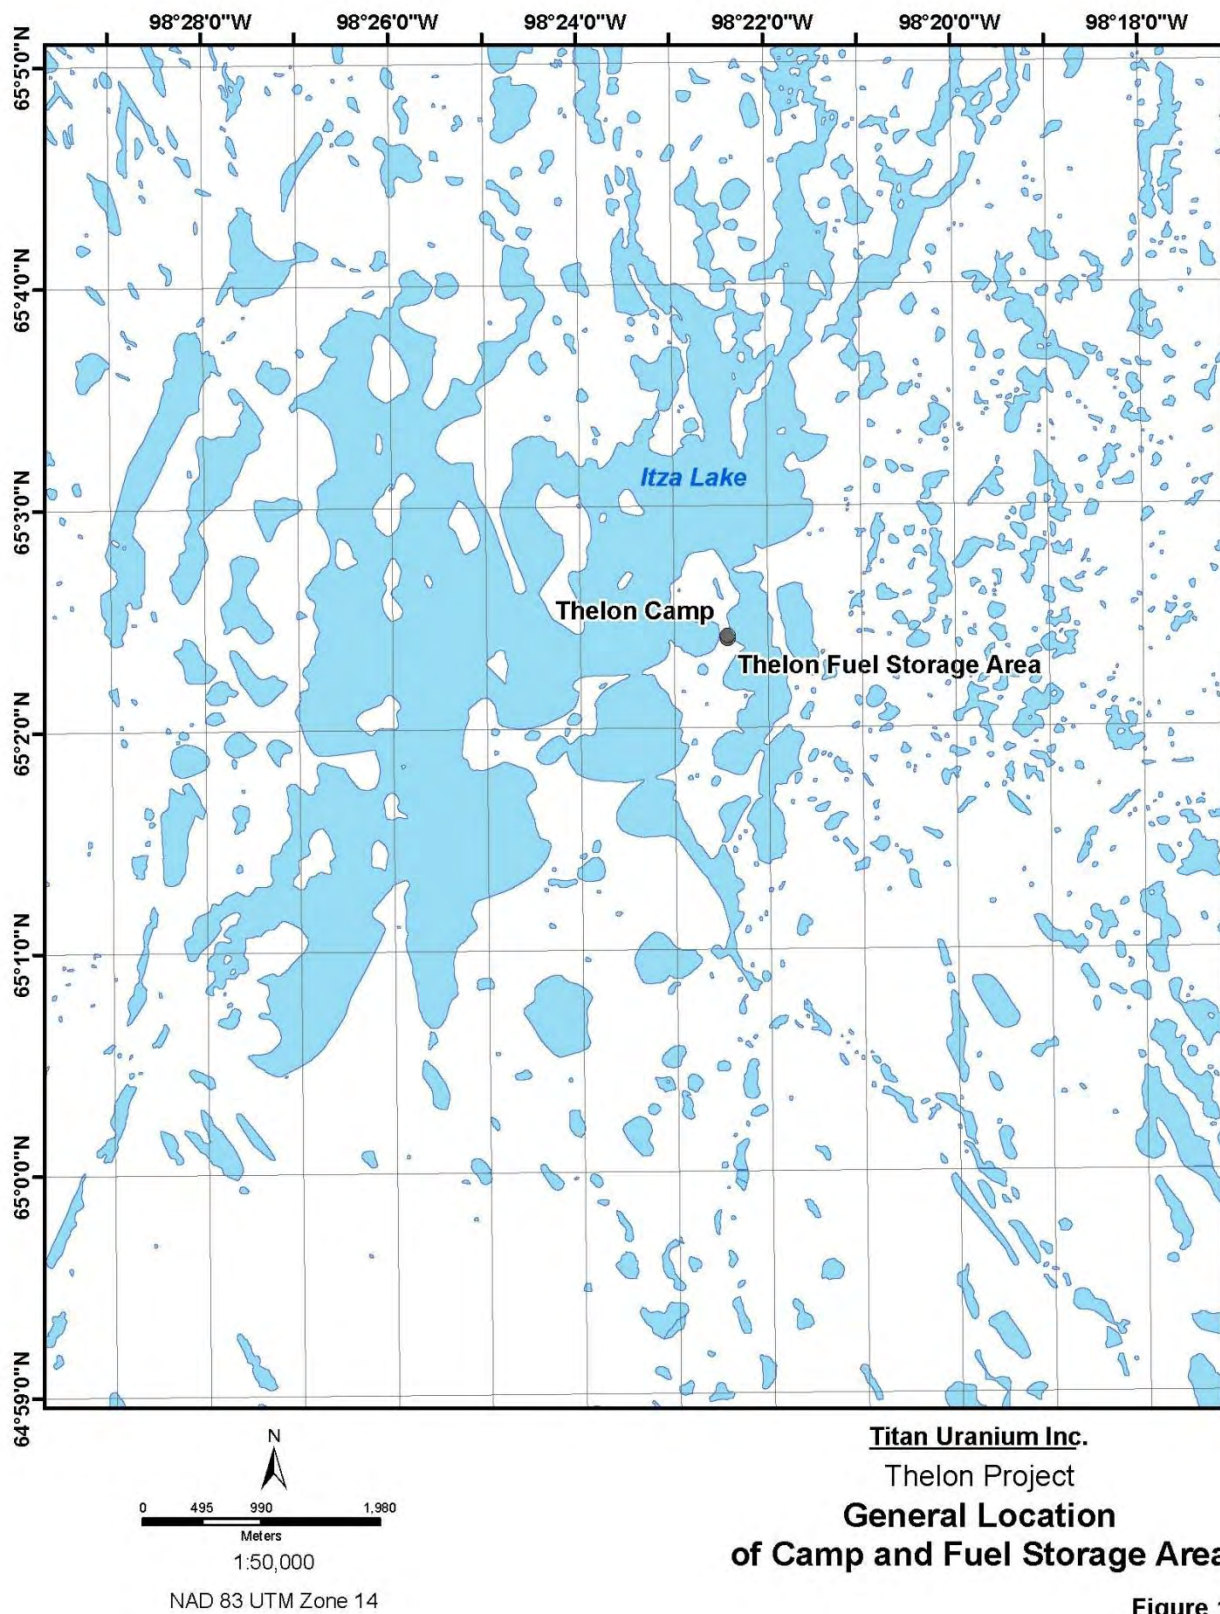 98°28'0"W 98°26'0"W 98°24'0"W 98°22'0"W 98°20'0"W 98°18'0"W
65°5'0"N
65°4'0"N
65°3'0"N
65°2'0"N
65°1'0"N
65°0'0"N
64°59'0"N
Itza Lake
Thelon Camp
Thelon Fuel Storage Area
N
0 495 990 1,980
Meters
1:50,000
NAD 83 UTM Zone 14
Titan Uranium Inc.
Thelon Project
General Location
of Camp and Fuel Storage Area
Figure 1